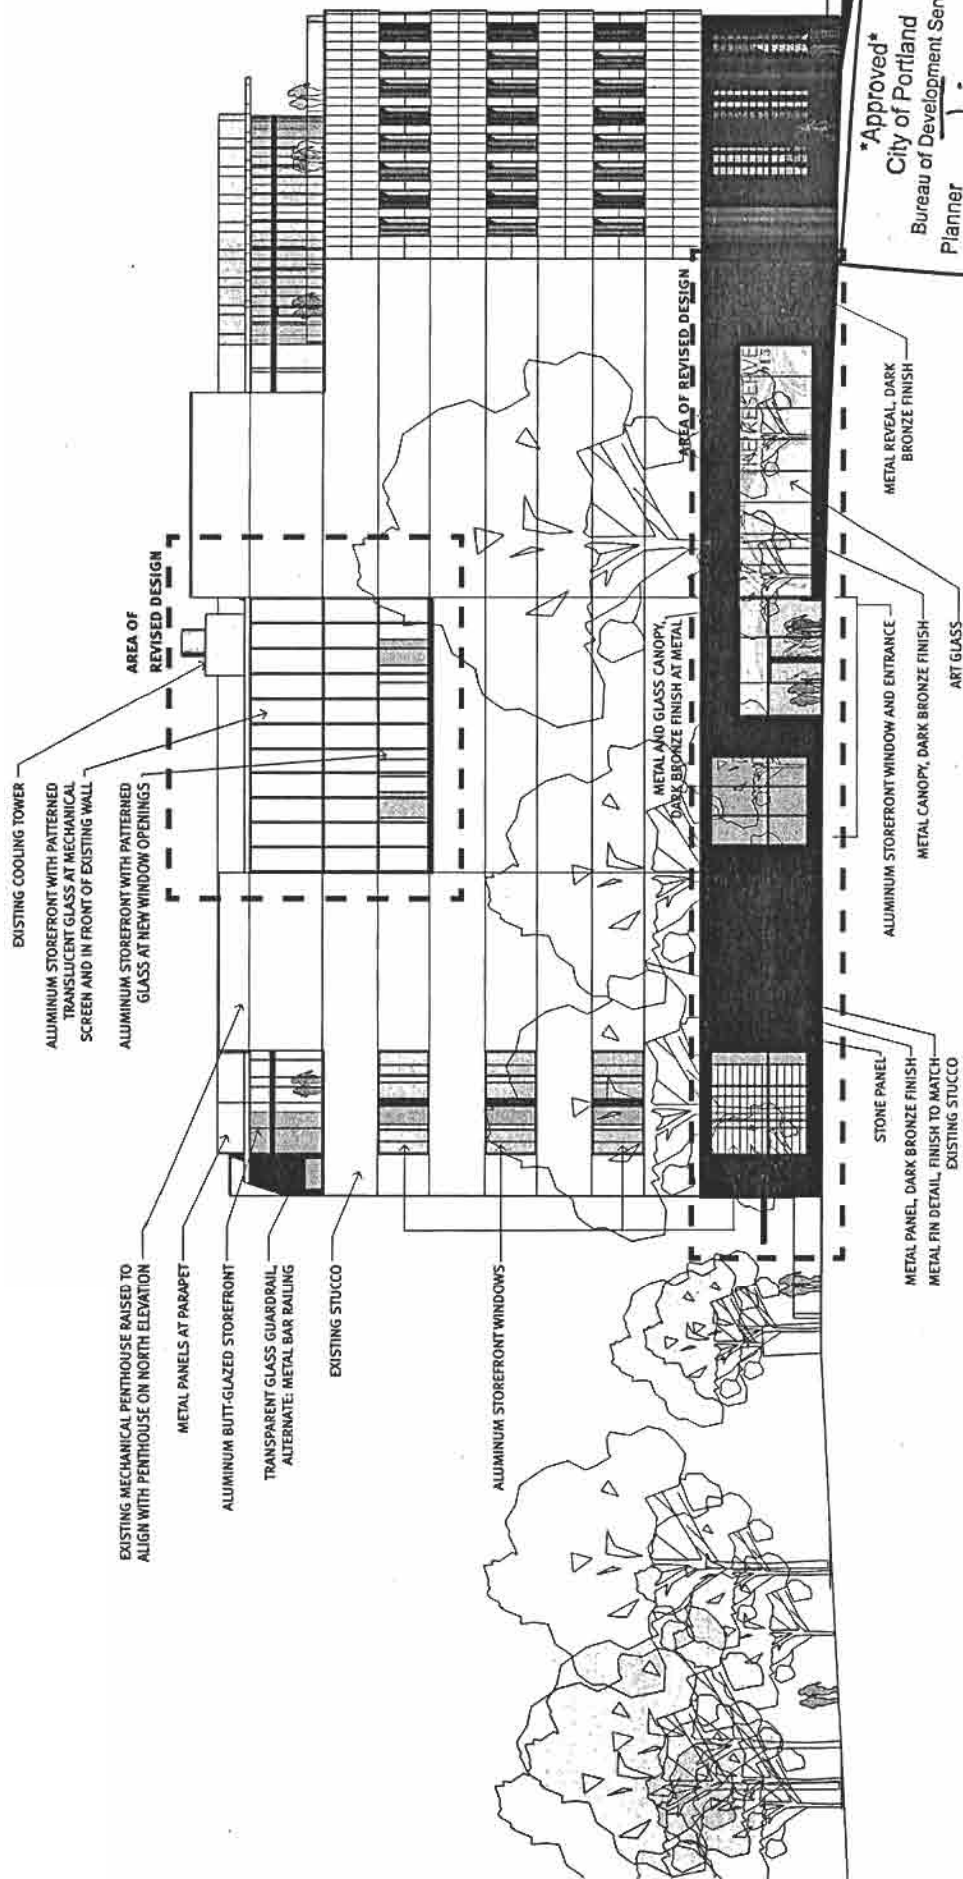 EXISTING MECHANICAL PENTHOUSE RAISED TO
ALIGN WITH PENTHOUSE ON NORTH ELEVATION
METAL PANELS AT PARAPET
ALUMINUM BUTT-GLAZED STOREFRONT
TRANSPARENT GLASS GUARDRAIL,
ALTERNATE: METAL BAR RAILING
EXISTING STUCCO
ALUMINUM STOREFRONT WINDOWS
EXISTING COOLING TOWER
ALUMINUM STOREFRONT WITH PATTERNED
TRANSLUCENT GLASS AT MECHANICAL
SCREEN AND IN FRONT OF EXISTING WALL
ALUMINUM STOREFRONT WITH PATTERNED
GLASS AT NEW WINDOW OPENINGS
AREA OF
REVISED DESIGN
METAL AND GLASS CANOPY,
DARK BRONZE FINISH AT METAL
AREA OF REVISED DESIGN
THE RESERVE
STONE PANEL
METAL PANEL, DARK BRONZE FINISH
METAL FIN DETAIL, FINISH TO MATCH
EXISTING STUCCO
ALUMINUM STOREFRONT WINDOW AND ENTRANCE
METAL CANOPY, DARK BRONZE FINISH
ART GLASS
METAL REVEAL, DARK
BRONZE FINISH
*Approved*
City of Portland
Bureau of Development Ser
Planner